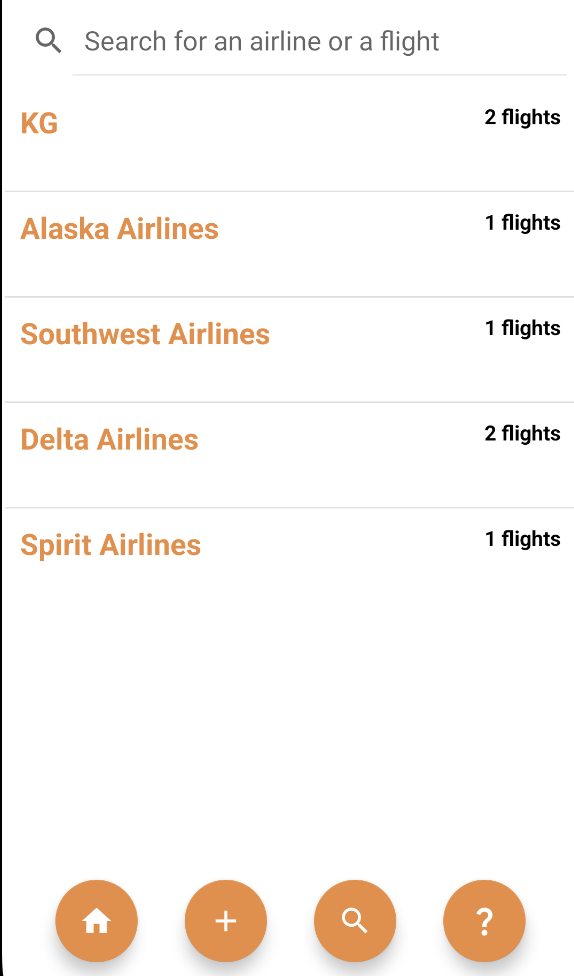 Search for an airline or a flight
KG 2 flights
Alaska Airlines 1 flights
Southwest Airlines 1 flights
Delta Airlines 2 flights
Spirit Airlines 1 flights
+ ?